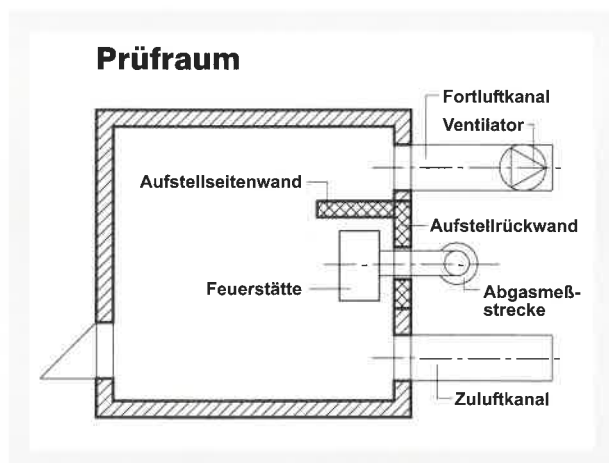 Prüfraum
Fortluftkanal
Ventilator
Aufstellseitenwand
Aufstellrückwand
Feuerstätte
Abgasmeß-
strecke
Zuluftkanal